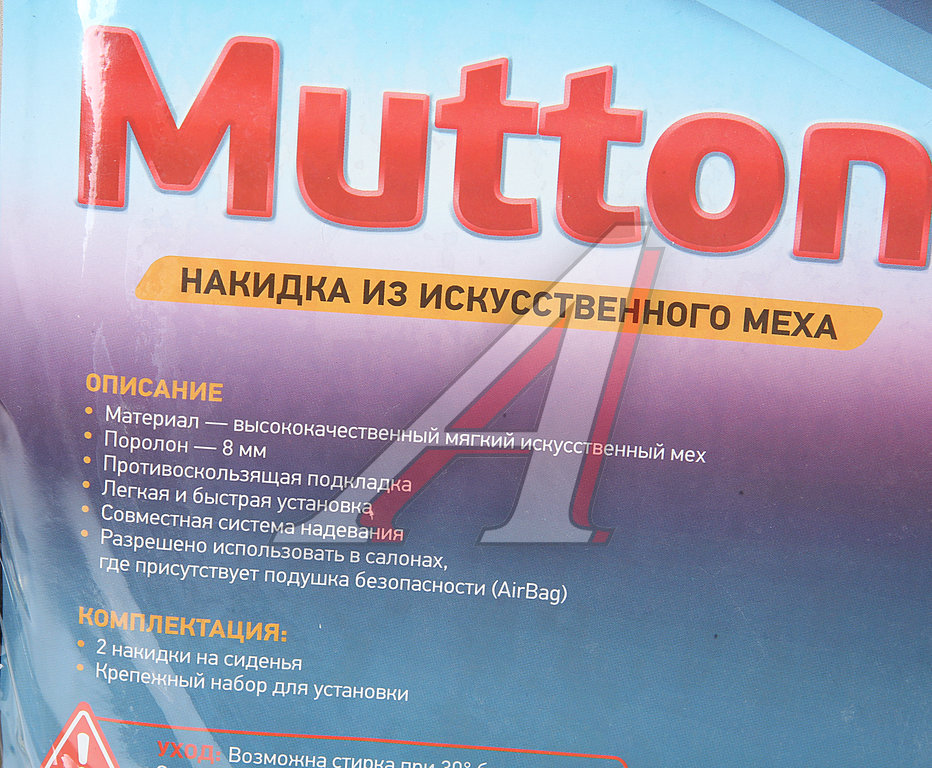 Mutton
НАКИДКА ИЗ ИСКУССТВЕННОГО МЕХА
ОПИСАНИЕ
• Материал — высококачественный мягкий искусственный мех
• Поролон — 8 мм
• Противоскользящая подкладка
• Легкая и быстрая установка
• Совместная система надевания
• Разрешено использовать в салонах,
где присутствует подушка безопасности (AirBag)
КОМПЛЕКТАЦИЯ:
• 2 накидки на сиденья
• Крепежный набор для установки
УХОД: Возможна стирка при 30°